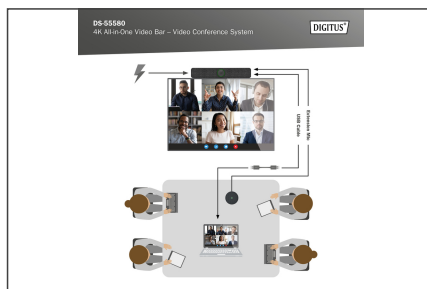 DS-55580
4K All-in-One Video Bar – Video Conference System
DIGITUS®
Extension Mic
USB Cable